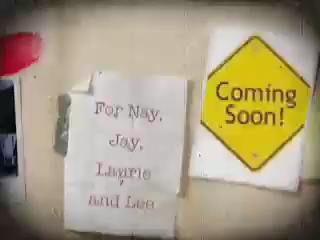 For Nay,
Jay,
Laurie
and Lee
Coming
Soon!